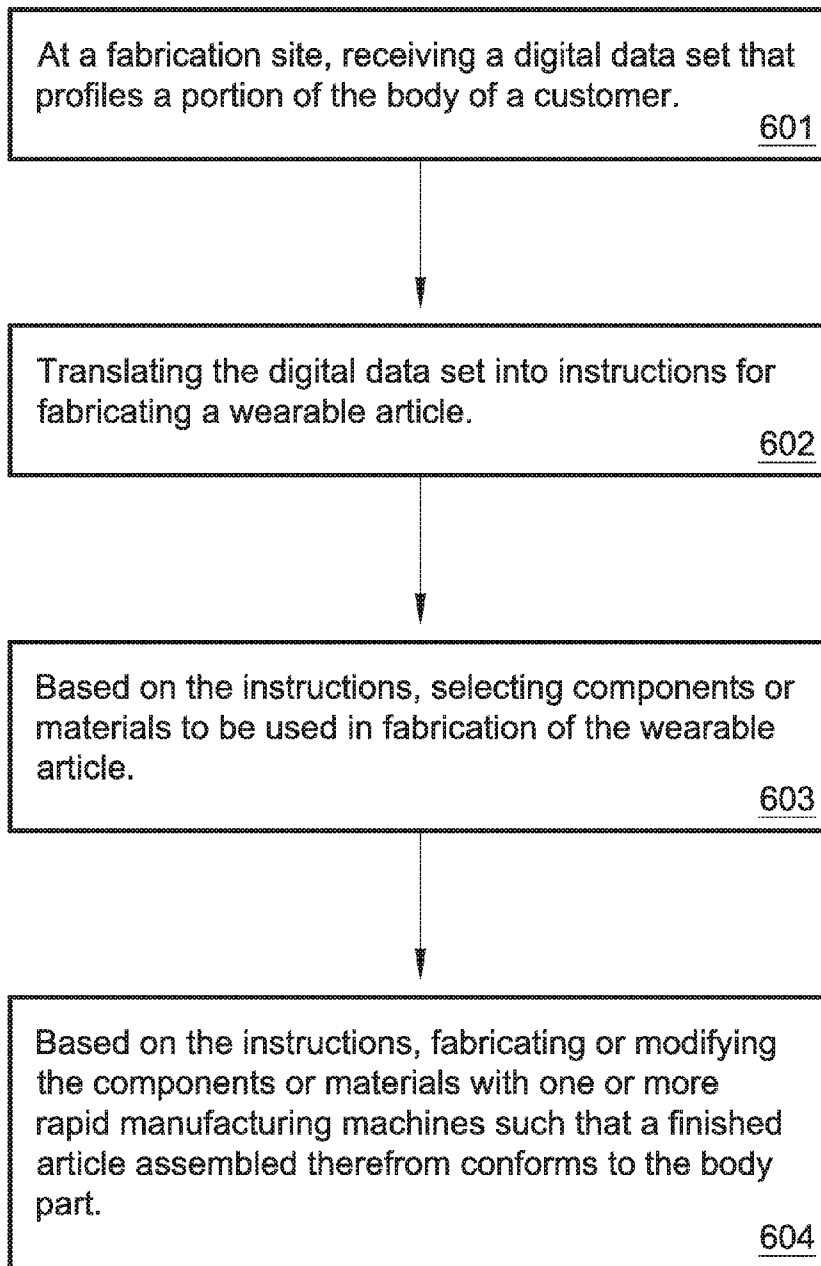 At a fabrication site, receiving a digital data set that
profiles a portion of the body of a customer.
601
Translating the digital data set into instructions for
fabricating a wearable article.
602
Based on the instructions, selecting components or
materials to be used in fabrication of the wearable
article.
603
Based on the instructions, fabricating or modifying
the components or materials with one or more
rapid manufacturing machines such that a finished
article assembled therefrom conforms to the body
part.
604